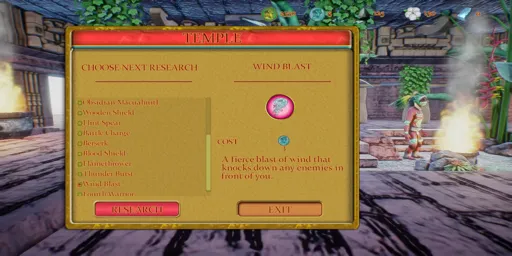 TEMPLE
CHOOSE NEXT RESEARCH
WIND BLAST
Obsidian Macuahuitl
Wooden Shield
Flint Spear
Battle Charge
Berserk
Blood Shield
Flamethrower
Thunder Burst
Wind Blast
Fourth Warrior
COST
A fierce blast of wind that
knocks down any enemies in
front of you.
RESEARCH
EXIT